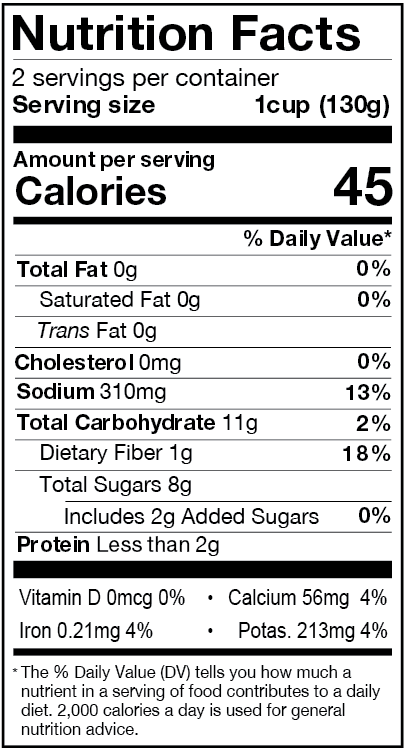 Nutrition Facts
2 servings per container
Serving size 1cup (130g)
Amount per serving
Calories 45
% Daily Value*
Total Fat 0g 0%
Saturated Fat 0g 0%
Trans Fat 0g
Cholesterol 0mg 0%
Sodium 310mg 13%
Total Carbohydrate 11g 2%
Dietary Fiber 1g 18%
Total Sugars 8g
Includes 2g Added Sugars 0%
Protein Less than 2g
Vitamin D 0mcg 0% • Calcium 56mg 4%
Iron 0.21mg 4% • Potas. 213mg 4%
* The % Daily Value (DV) tells you how much a
nutrient in a serving of food contributes to a daily
diet. 2,000 calories a day is used for general
nutrition advice.